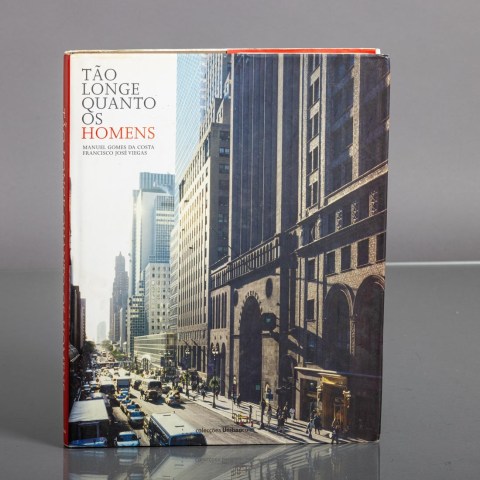 TÃO
LONGE
QUANTO
OS
HOMENS
MANUEL GOMES DA COSTA
FRANCISCO JOSÉ VIEGAS